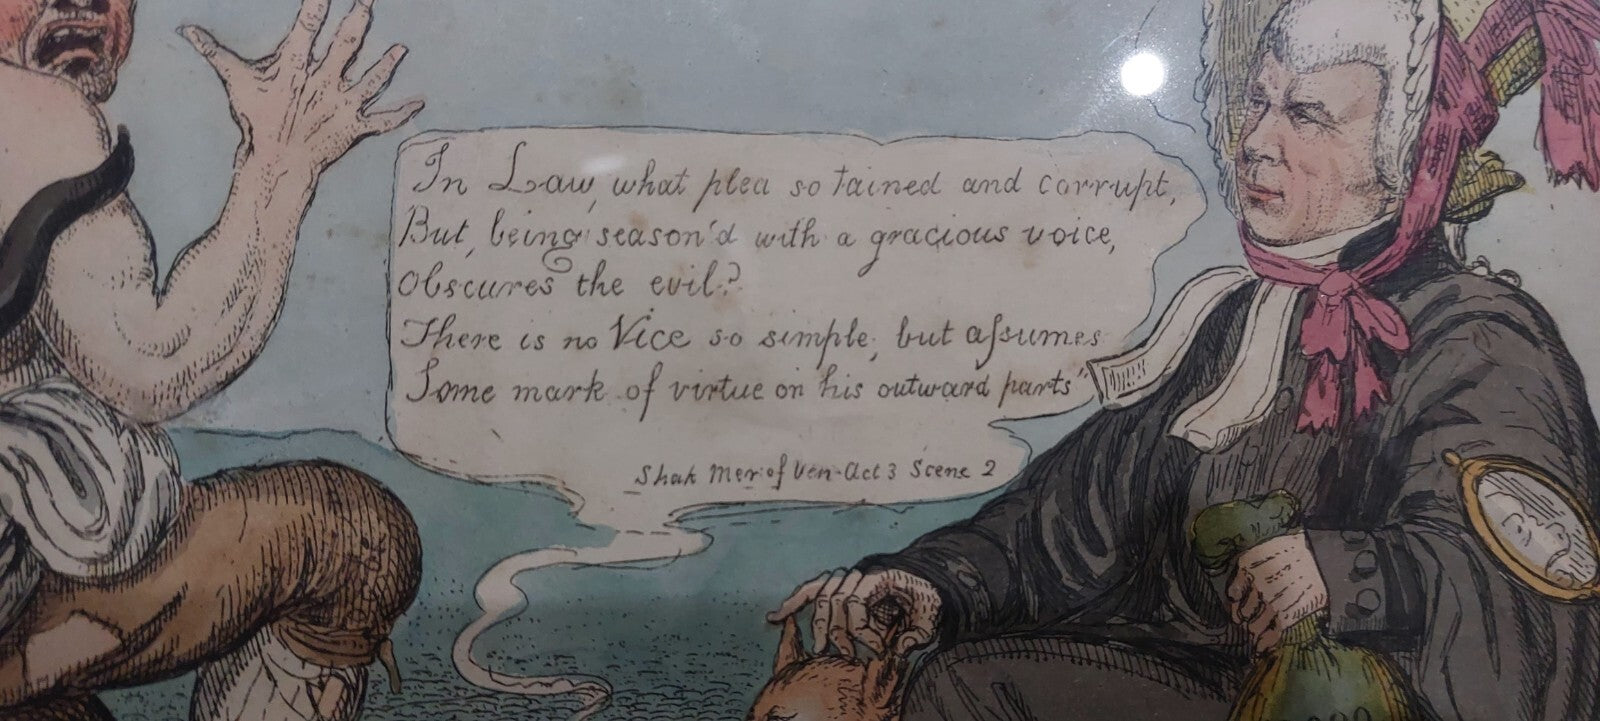 In Law, what plea so tained and corrupt,
But, being season'd with a gracious voice,
Obscures the evil?
There is no Vice so simple, but aſsumes
Some mark of virtue on his outward parts"
Shak Mer: of Ven - Act 3 Scene 2